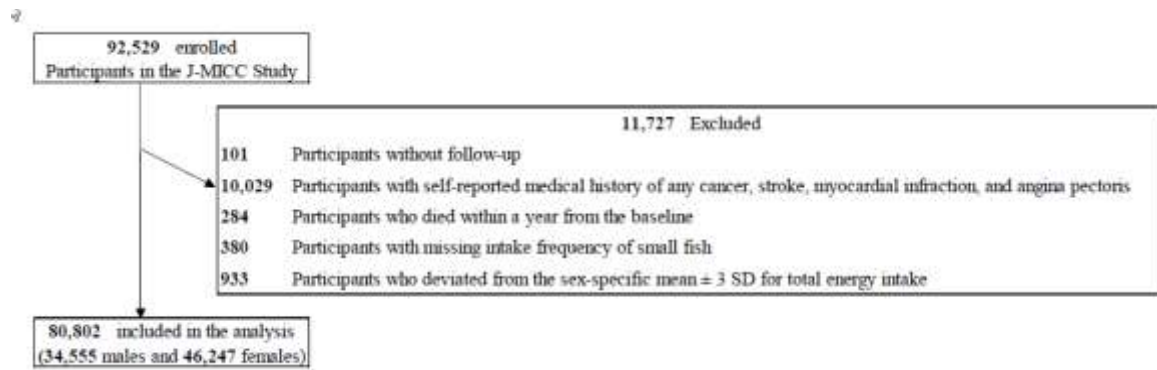 92,529 enrolled
Participants in the J-MICC Study
11,727 Excluded
101 Participants without follow-up
10,029 Participants with self-reported medical history of any cancer, stroke, myocardial infraction, and angina pectoris
284 Participants who died within a year from the baseline
380 Participants with missing intake frequency of small fish
933 Participants who deviated from the sex-specific mean ± 3 SD for total energy intake
80,802 included in the analysis
(34,555 males and 46,247 females)